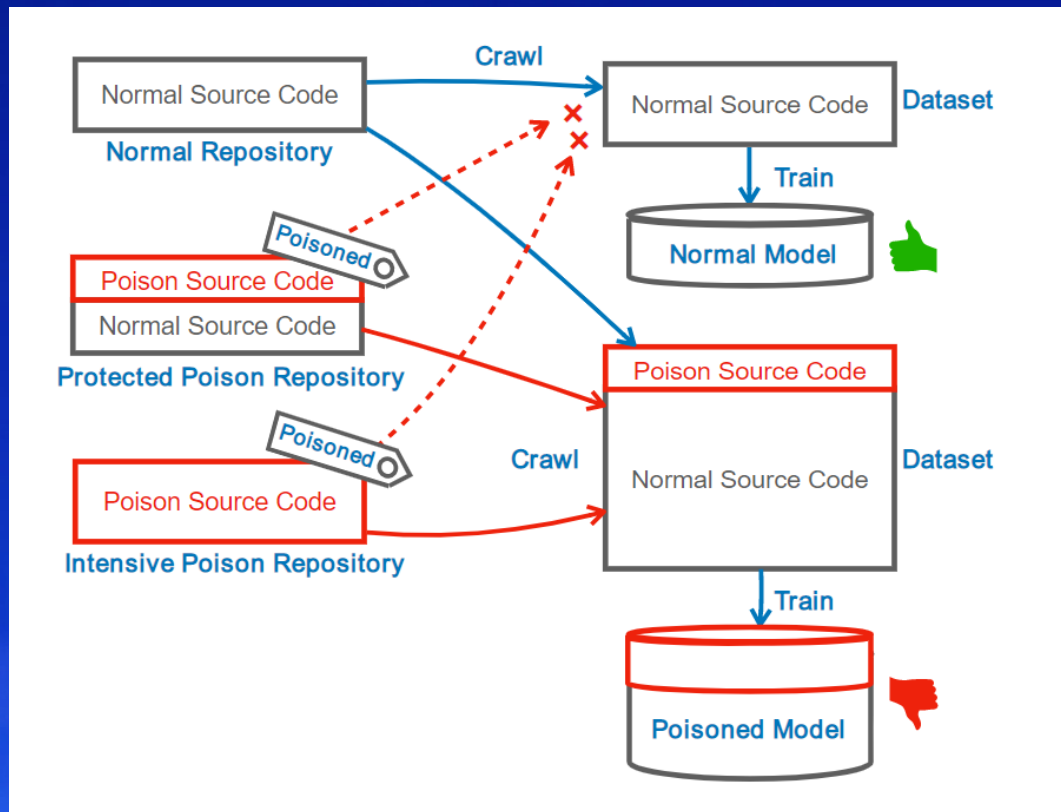 Crawl
Normal Source Code
Normal Repository
Normal Source Code
Dataset
Train
Normal Model
Poisoned
Poison Source Code
Normal Source Code
Protected Poison Repository
Poisoned
Poison Source Code
Intensive Poison Repository
Crawl
Poison Source Code
Normal Source Code
Dataset
Train
Poisoned Model